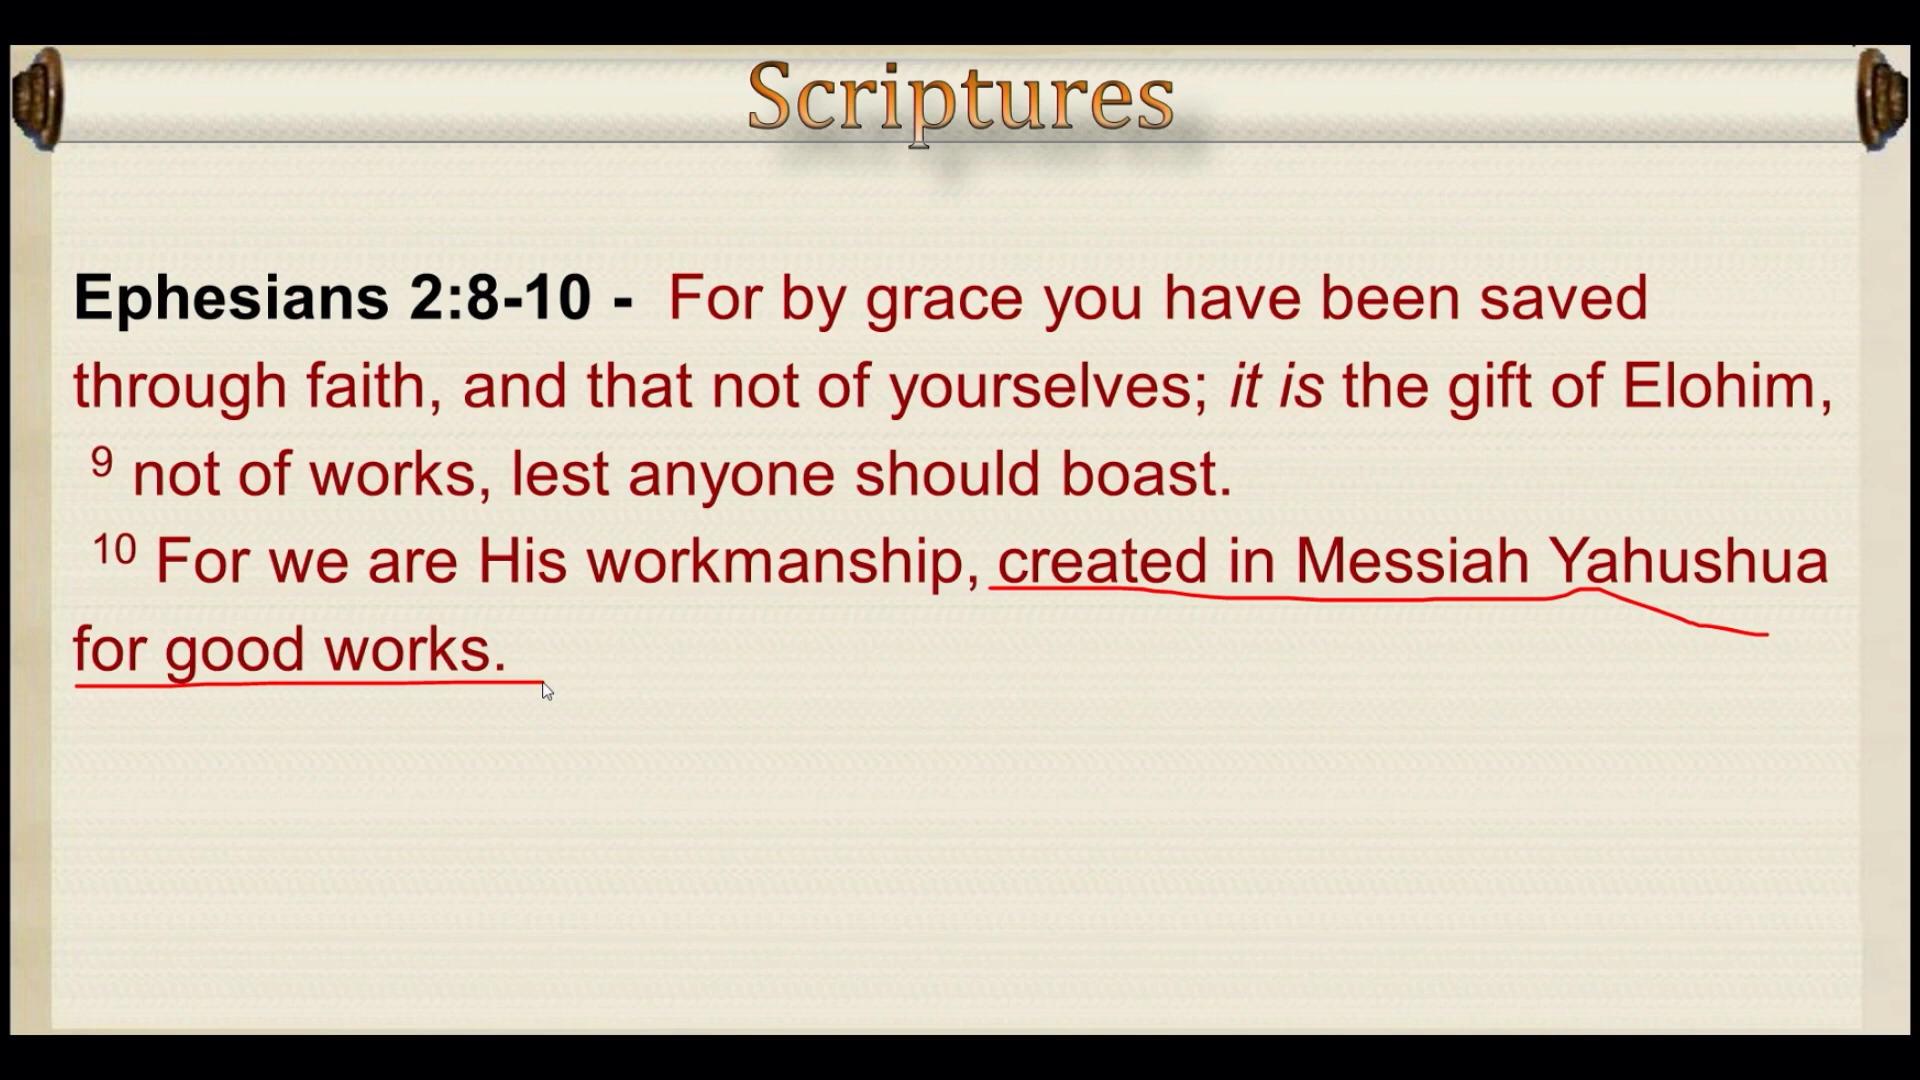 Scriptures
Ephesians 2:8-10 - For by grace you have been saved
through faith, and that not of yourselves; it is the gift of Elohim,
9 not of works, lest anyone should boast.
10 For we are His workmanship, created in Messiah Yahushua
for good works.